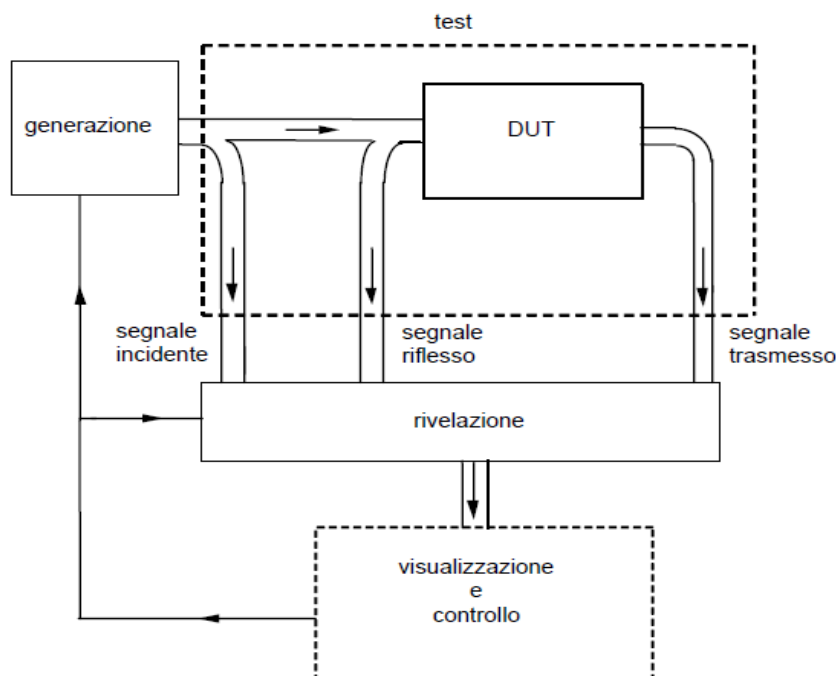 test
generazione
DUT
segnale
incidente
segnale
riflesso
segnale
trasmesso
rivelazione
visualizzazione
e
controllo